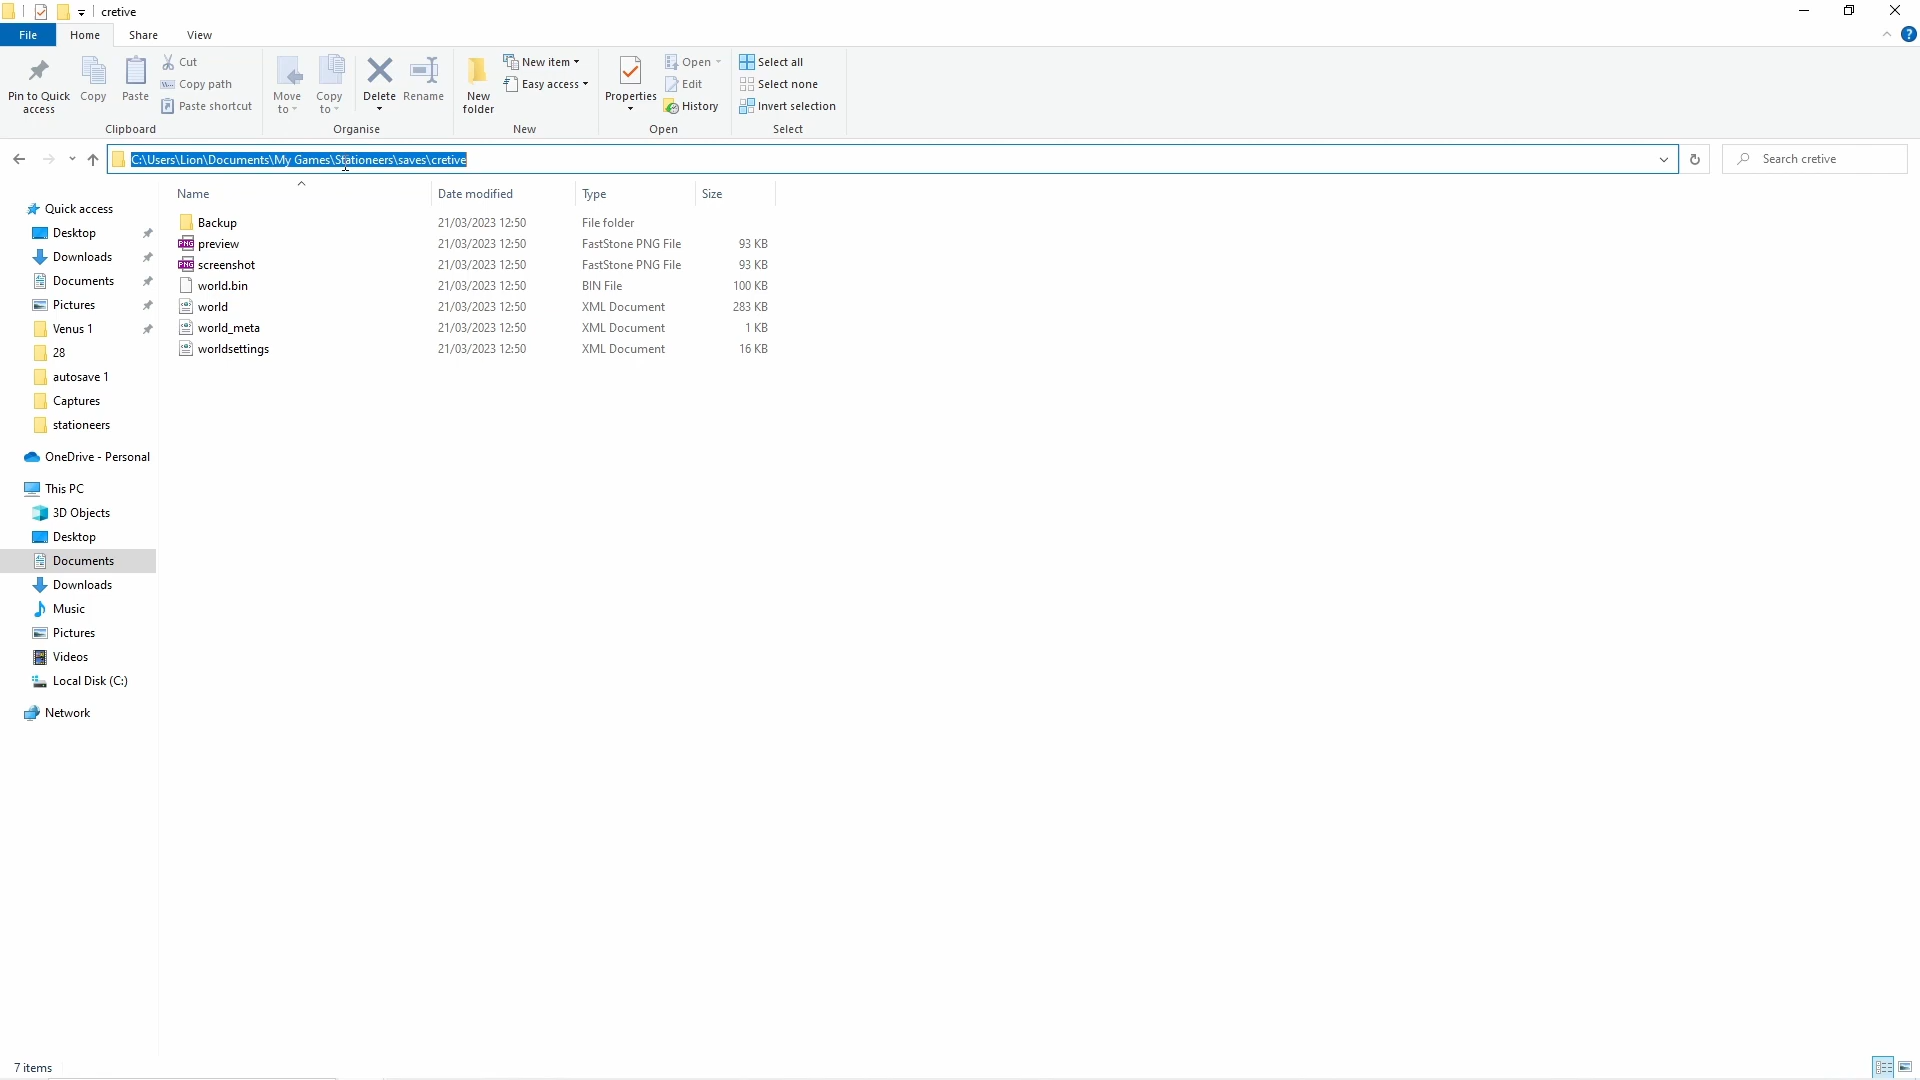 cretive
File Home Share View
Pin to Quick access
Copy
Paste
Cut
Copy path
Paste shortcut
Clipboard
Move to
Copy to
Delete
Rename
Organise
New folder
New item
Easy access
New
Properties
Open
Edit
History
Open
Select all
Select none
Invert selection
Select
C:\Users\Lion\Documents\My Games\Stationeers\saves\cretive
Search cretive
Name Date modified Type Size
Backup 21/03/2023 12:50 File folder
preview 21/03/2023 12:50 FastStone PNG File 93 KB
screenshot 21/03/2023 12:50 FastStone PNG File 93 KB
world.bin 21/03/2023 12:50 BIN File 100 KB
world 21/03/2023 12:50 XML Document 283 KB
world_meta 21/03/2023 12:50 XML Document 1 KB
worldsettings 21/03/2023 12:50 XML Document 16 KB
Quick access
Desktop
Downloads
Documents
Pictures
Venus 1
28
autosave 1
Captures
stationeers
OneDrive - Personal
This PC
3D Objects
Desktop
Documents
Downloads
Music
Pictures
Videos
Local Disk (C:)
Network
7 items